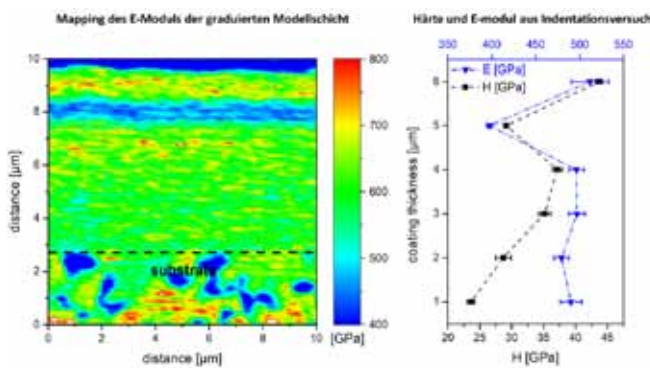 Mapping des E-Moduls der graduierten Modellschicht
Härte und E-modul aus Indentationsversuch
distance [µm]
10
8
6
4
2
0
substrate
0 2 4 6 8 10
distance [µm]
800
700
600
500
400
[GPa]
350 400 450 500 550
E [GPa]
H [GPa]
coating thickness [µm]
6
5
4
3
2
1
20 25 30 35 40 45
H [GPa]